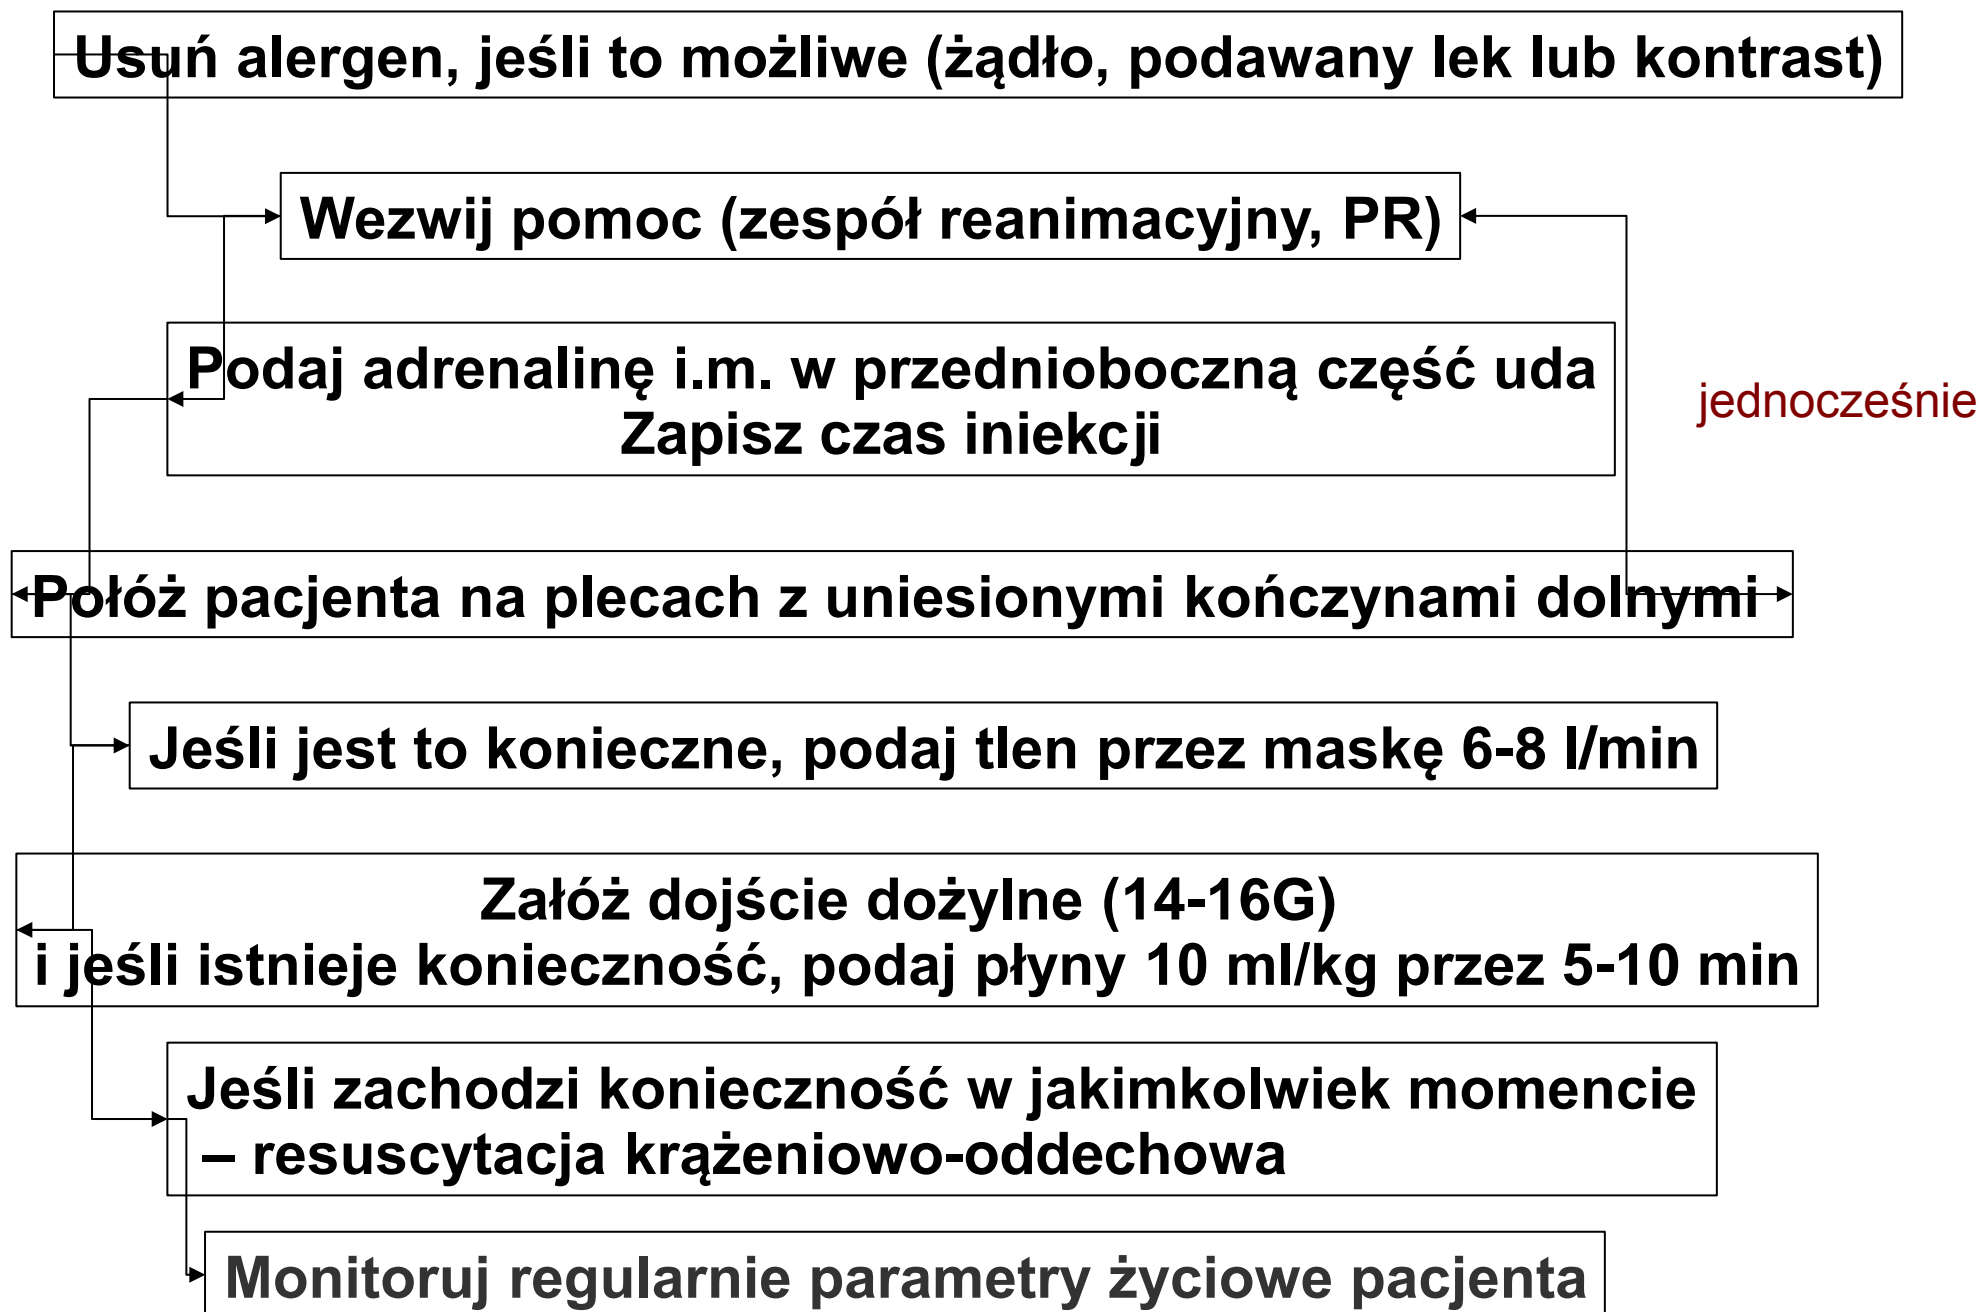 Usuń alergen, jeśli to możliwe (żądło, podawany lek lub kontrast)
Wezwij pomoc (zespół reanimacyjny, PR)
Podaj adrenalinę i.m. w przednioboczną część uda
Zapisz czas iniekcji
jednocześnie
Połóż pacjenta na plecach z uniesionymi kończynami dolnymi
Jeśli jest to konieczne, podaj tlen przez maskę 6-8 l/min
Załóż dojście dożylne (14-16G)
i jeśli istnieje konieczność, podaj płyny 10 ml/kg przez 5-10 min
Jeśli zachodzi konieczność w jakimkolwiek momencie
– resuscytacja krążeniowo-oddechowa
Monitoruj regularnie parametry życiowe pacjenta